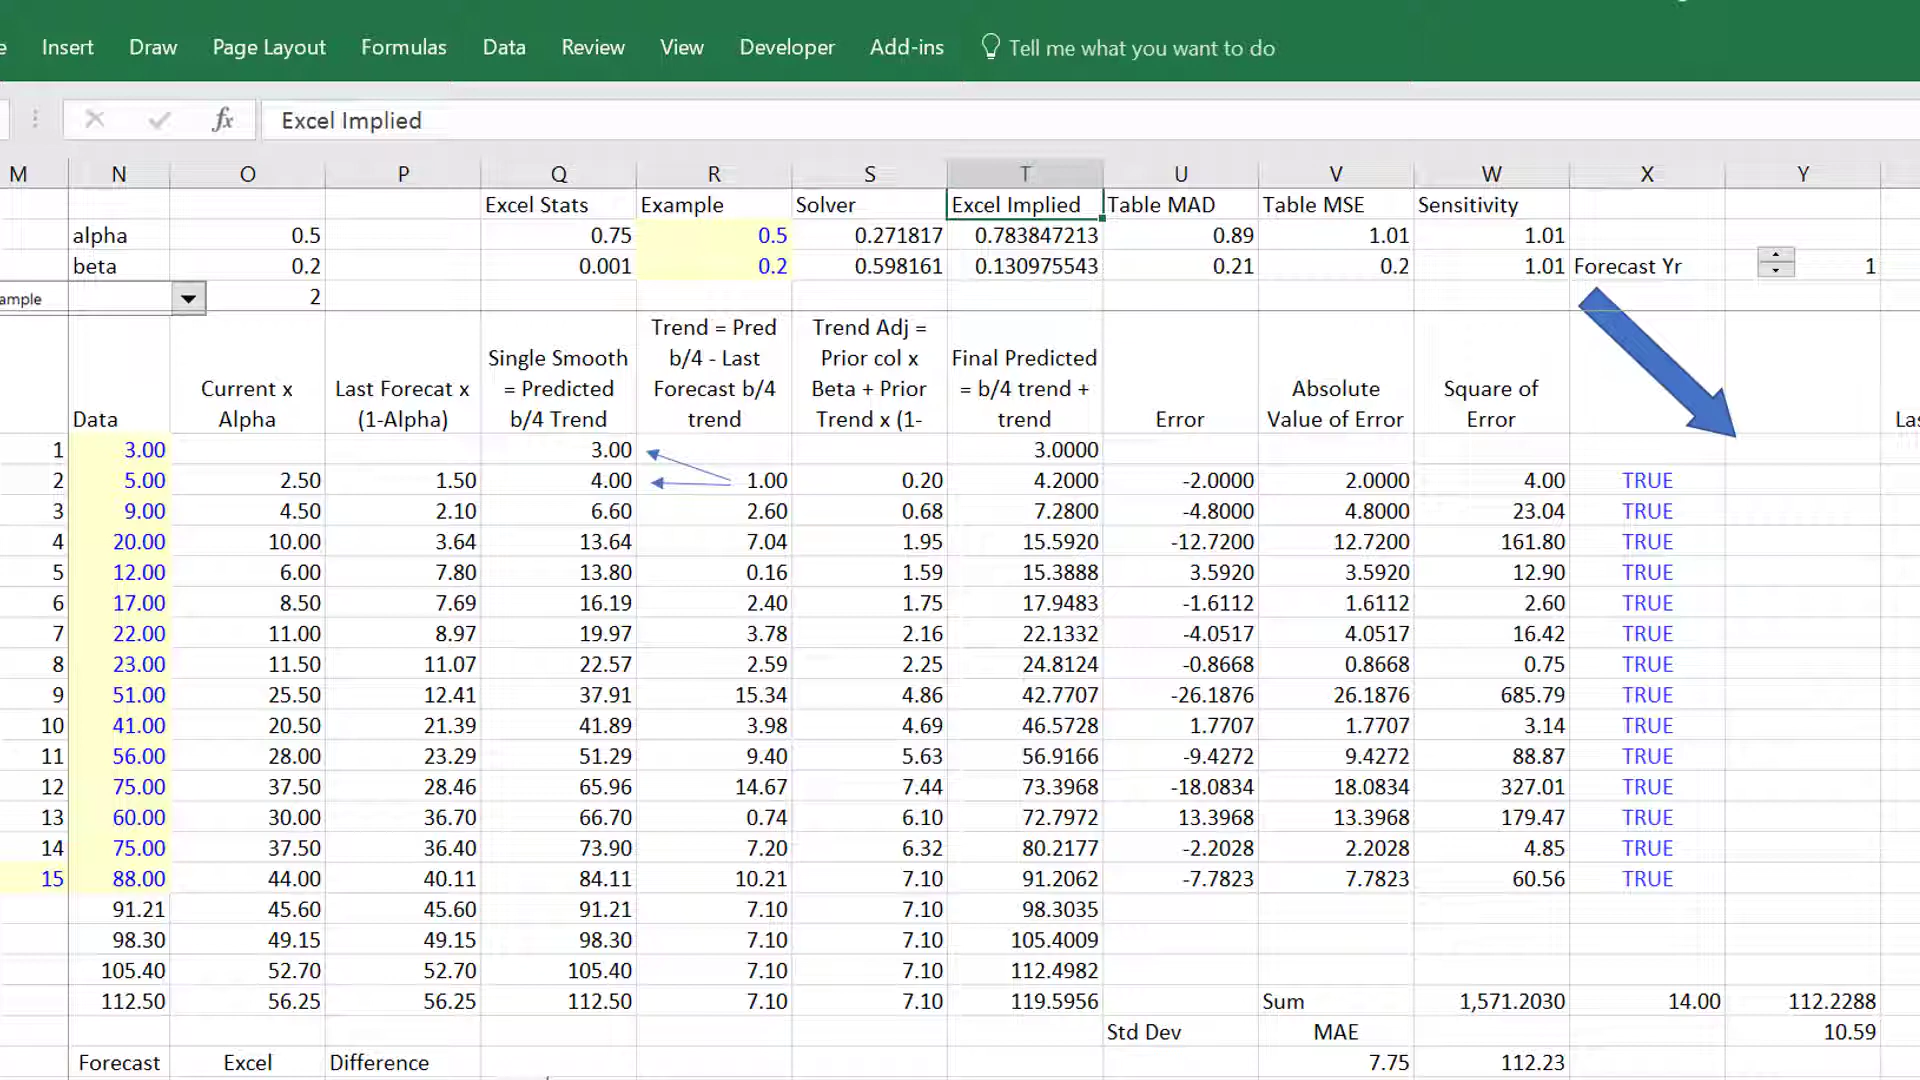 e Insert Draw Page Layout Formulas Data Review View Developer Add-ins Tell me what you want to do
fx Excel Implied
M N O P Q R S T U V W X Y
Excel Stats Example Solver Excel Implied Table MAD Table MSE Sensitivity
alpha 0.5 0.75 0.5 0.271817 0.783847213 0.89 1.01 1.01
beta 0.2 0.001 0.2 0.598161 0.130975543 0.21 0.2 1.01 Forecast Yr 1
ample 2
Trend = Pred Trend Adj =
Single Smooth b/4 - Last Prior col x Final Predicted
Current x Last Forecat x = Predicted Forecast b/4 Beta + Prior = b/4 trend + Absolute Square of
Data Alpha (1-Alpha) b/4 Trend trend Trend x (1- trend Error Value of Error Error Las
1 3.00 3.00 3.0000
2 5.00 2.50 1.50 4.00 1.00 0.20 4.2000 -2.0000 2.0000 4.00 TRUE
3 9.00 4.50 2.10 6.60 2.60 0.68 7.2800 -4.8000 4.8000 23.04 TRUE
4 20.00 10.00 3.64 13.64 7.04 1.95 15.5920 -12.7200 12.7200 161.80 TRUE
5 12.00 6.00 7.80 13.80 0.16 1.59 15.3888 3.5920 3.5920 12.90 TRUE
6 17.00 8.50 7.69 16.19 2.40 1.75 17.9483 -1.6112 1.6112 2.60 TRUE
7 22.00 11.00 8.97 19.97 3.78 2.16 22.1332 -4.0517 4.0517 16.42 TRUE
8 23.00 11.50 11.07 22.57 2.59 2.25 24.8124 -0.8668 0.8668 0.75 TRUE
9 51.00 25.50 12.41 37.91 15.34 4.86 42.7707 -26.1876 26.1876 685.79 TRUE
10 41.00 20.50 21.39 41.89 3.98 4.69 46.5728 1.7707 1.7707 3.14 TRUE
11 56.00 28.00 23.29 51.29 9.40 5.63 56.9166 -9.4272 9.4272 88.87 TRUE
12 75.00 37.50 28.46 65.96 14.67 7.44 73.3968 -18.0834 18.0834 327.01 TRUE
13 60.00 30.00 36.70 66.70 0.74 6.10 72.7972 13.3968 13.3968 179.47 TRUE
14 75.00 37.50 36.40 73.90 7.20 6.32 80.2177 -2.2028 2.2028 4.85 TRUE
15 88.00 44.00 40.11 84.11 10.21 7.10 91.2062 -7.7823 7.7823 60.56 TRUE
91.21 45.60 45.60 91.21 7.10 7.10 98.3035
98.30 49.15 49.15 98.30 7.10 7.10 105.4009
105.40 52.70 52.70 105.40 7.10 7.10 112.4982
112.50 56.25 56.25 112.50 7.10 7.10 119.5956 Sum 1,571.2030 14.00 112.2288
Std Dev MAE 10.59
Forecast Excel Difference 7.75 112.23